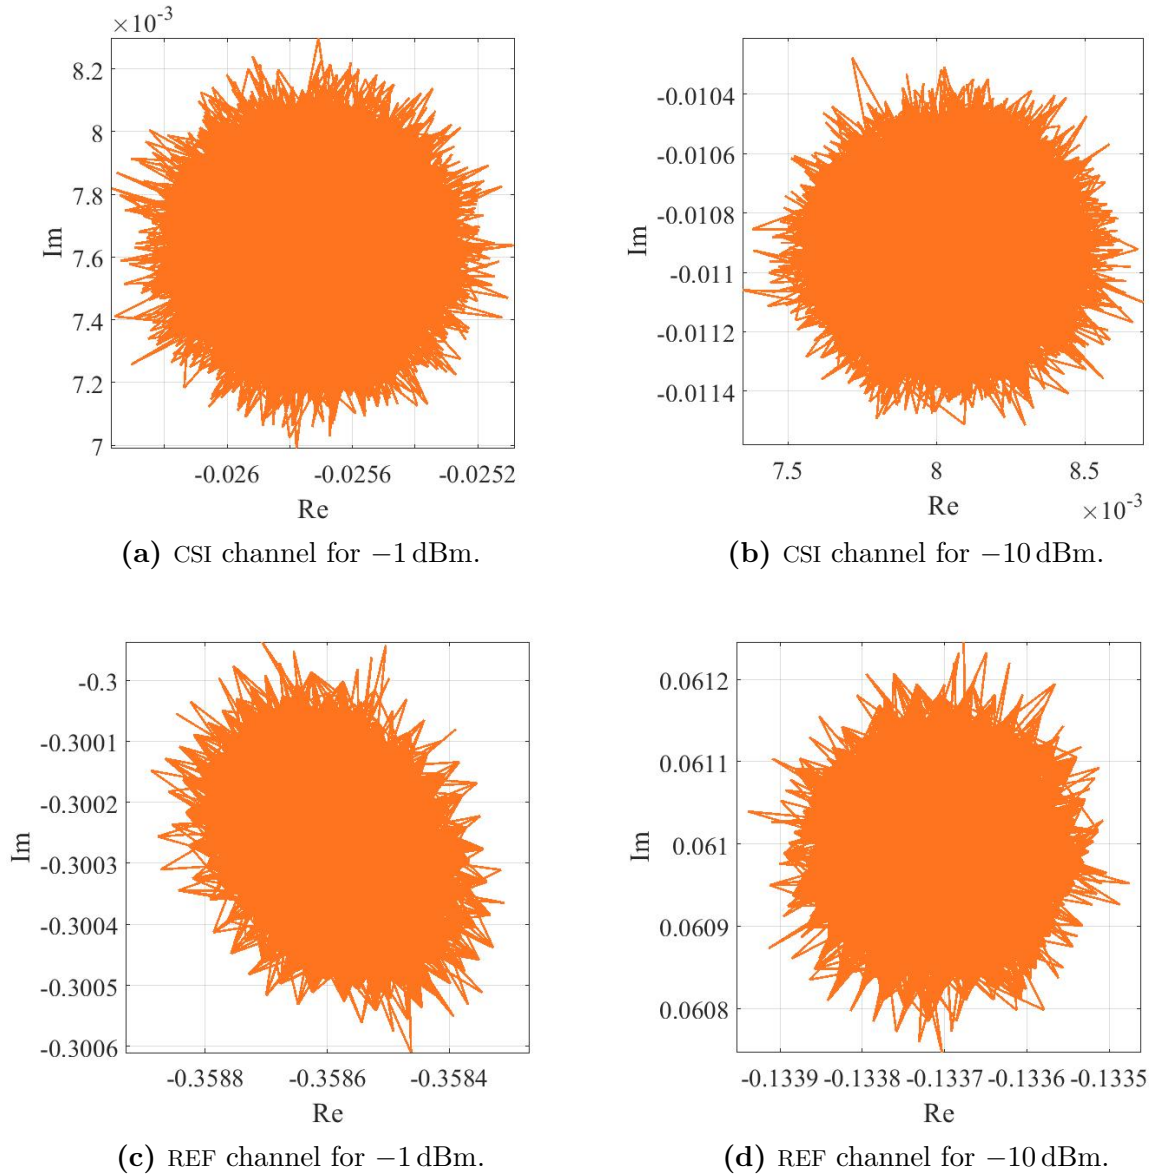 ×10⁻³
8.2
8
7.8
7.6
7.4
7.2
7
Im
-0.026 -0.0256 -0.0252
Re
(a) CSI channel for −1 dBm.
-0.0104
-0.0106
-0.0108
-0.011
-0.0112
-0.0114
Im
7.5 8 8.5
Re
×10⁻³
(b) CSI channel for −10 dBm.
-0.3
-0.3001
-0.3002
-0.3003
-0.3004
-0.3005
-0.3006
Im
-0.3588 -0.3586 -0.3584
Re
(c) REF channel for −1 dBm.
0.0612
0.0611
0.061
0.0609
0.0608
Im
-0.1339 -0.1338 -0.1337 -0.1336 -0.1335
Re
(d) REF channel for −10 dBm.